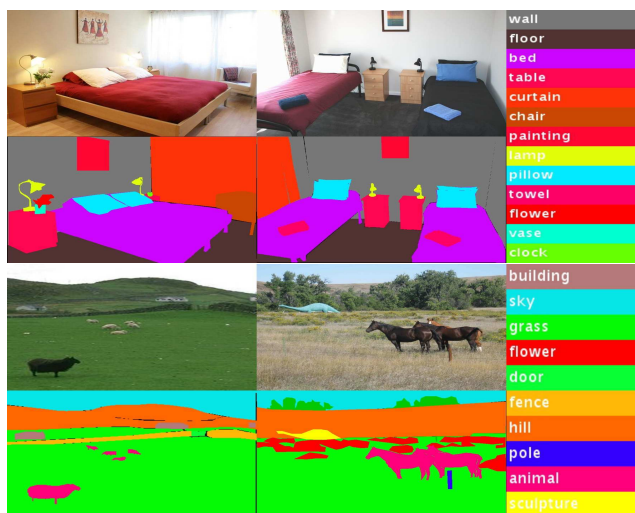 wall
floor
bed
table
curtain
chair
painting
lamp
pillow
towel
flower
vase
clock
building
sky
grass
flower
door
fence
hill
pole
animal
sculpture